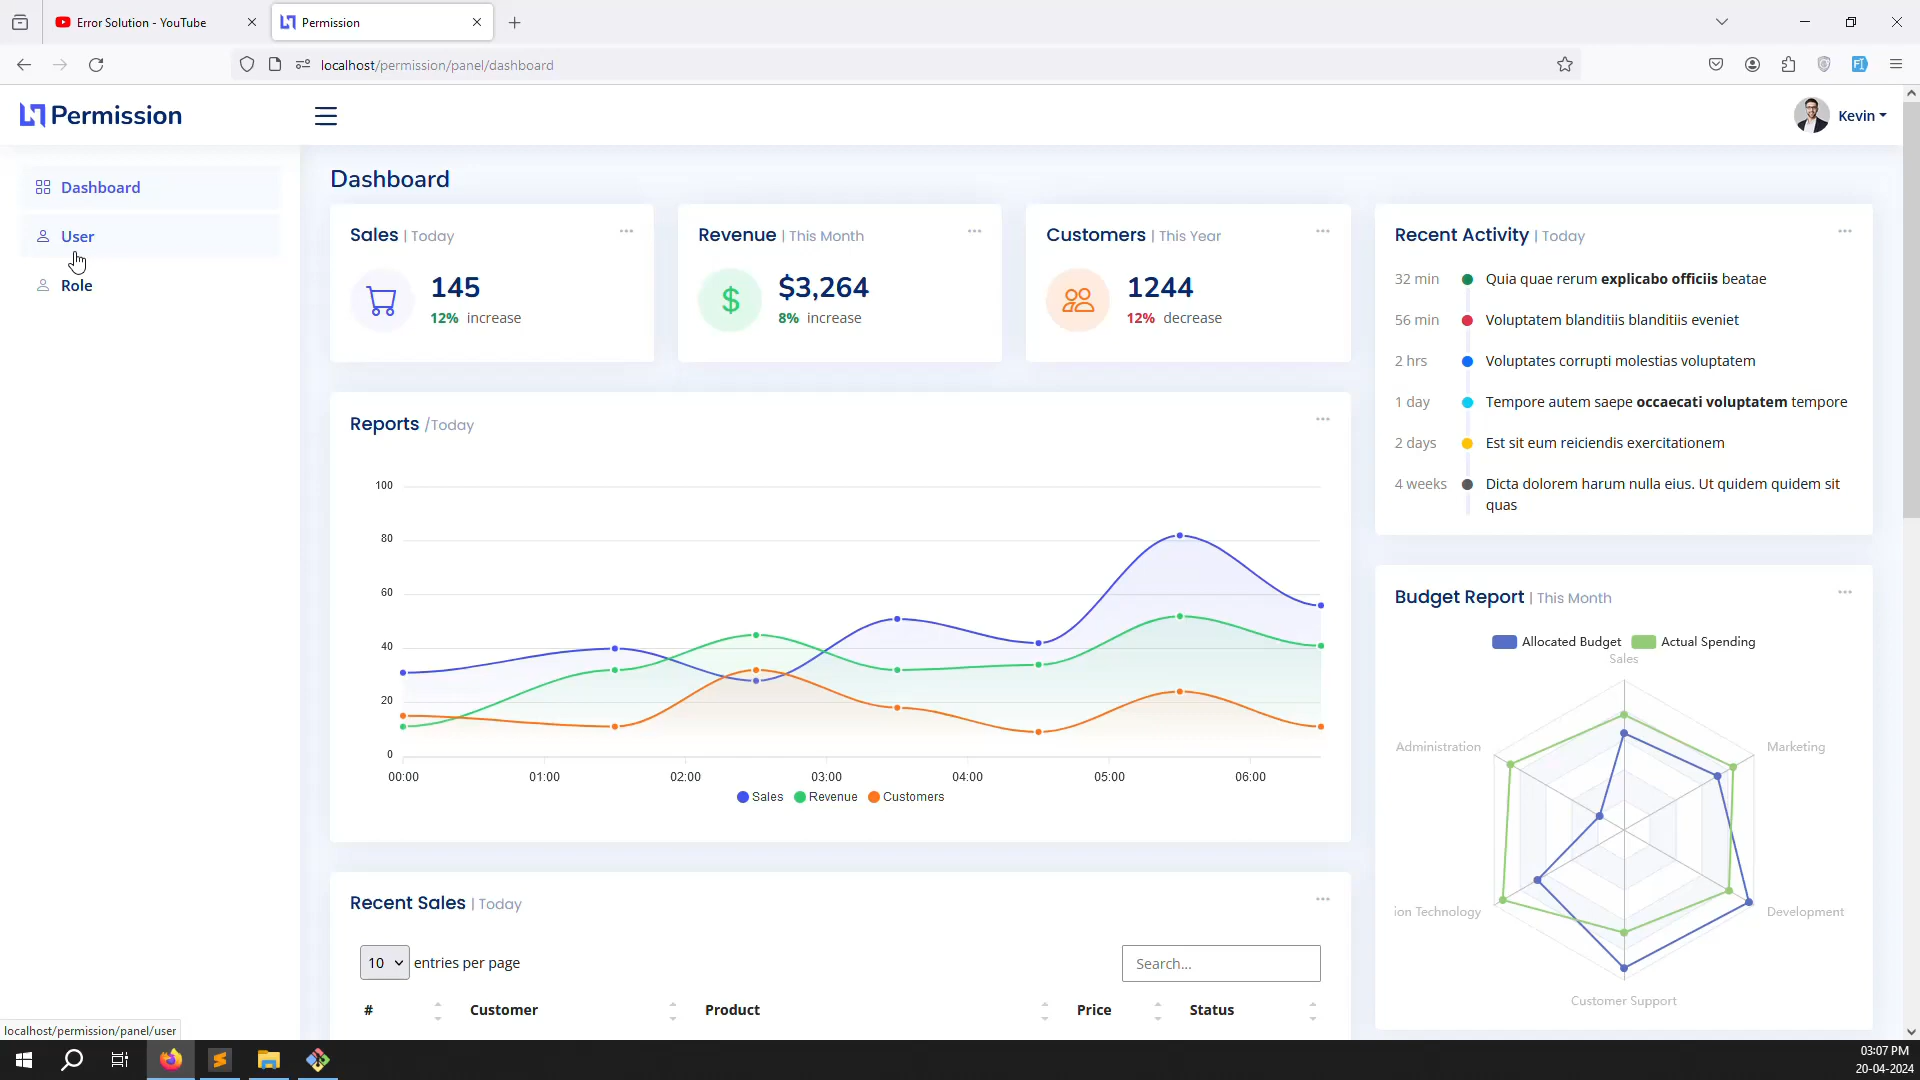 Error Solution - YouTube
Permission
localhost/permission/panel/dashboard
Permission
Kevin
Dashboard
User
Role
Dashboard
Sales | Today
145
12% increase
Revenue | This Month
$3,264
8% increase
Customers | This Year
1244
12% decrease
Recent Activity | Today
32 min Quia quae rerum explicabo officiis beatae
56 min Voluptatem blanditiis blanditiis eveniet
2 hrs Voluptates corrupti molestias voluptatem
1 day Tempore autem saepe occaecati voluptatem tempore
2 days Est sit eum reiciendis exercitationem
4 weeks Dicta dolorem harum nulla eius. Ut quidem quidem sit
quas
Reports /Today
100
80
60
40
20
0
00:00 01:00 02:00 03:00 04:00 05:00 06:00
Sales Revenue Customers
Budget Report | This Month
Allocated Budget Actual Spending
Sales
Administration Marketing
ion Technology Development
Customer Support
Recent Sales | Today
10 entries per page
Search...
# Customer Product Price Status
localhost/permission/panel/user
FI
03:07 PM
20-04-2024